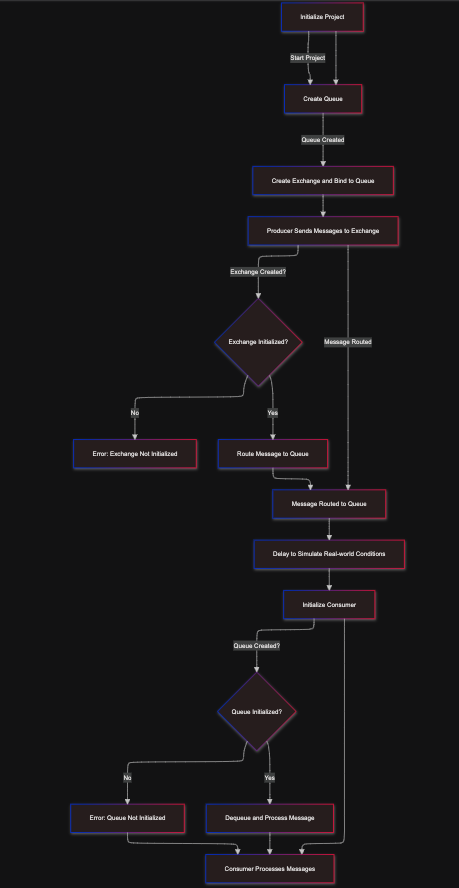 Initialize Project
Start Project
Create Queue
Queue Created
Create Exchange and Bind to Queue
Producer Sends Messages to Exchange
Exchange Created?
Exchange Initialized?
Message Routed
No
Yes
Error: Exchange Not Initialized
Route Message to Queue
Message Routed to Queue
Delay to Simulate Real-world Conditions
Initialize Consumer
Queue Created?
Queue Initialized?
No
Yes
Error: Queue Not Initialized
Dequeue and Process Message
Consumer Processes Messages